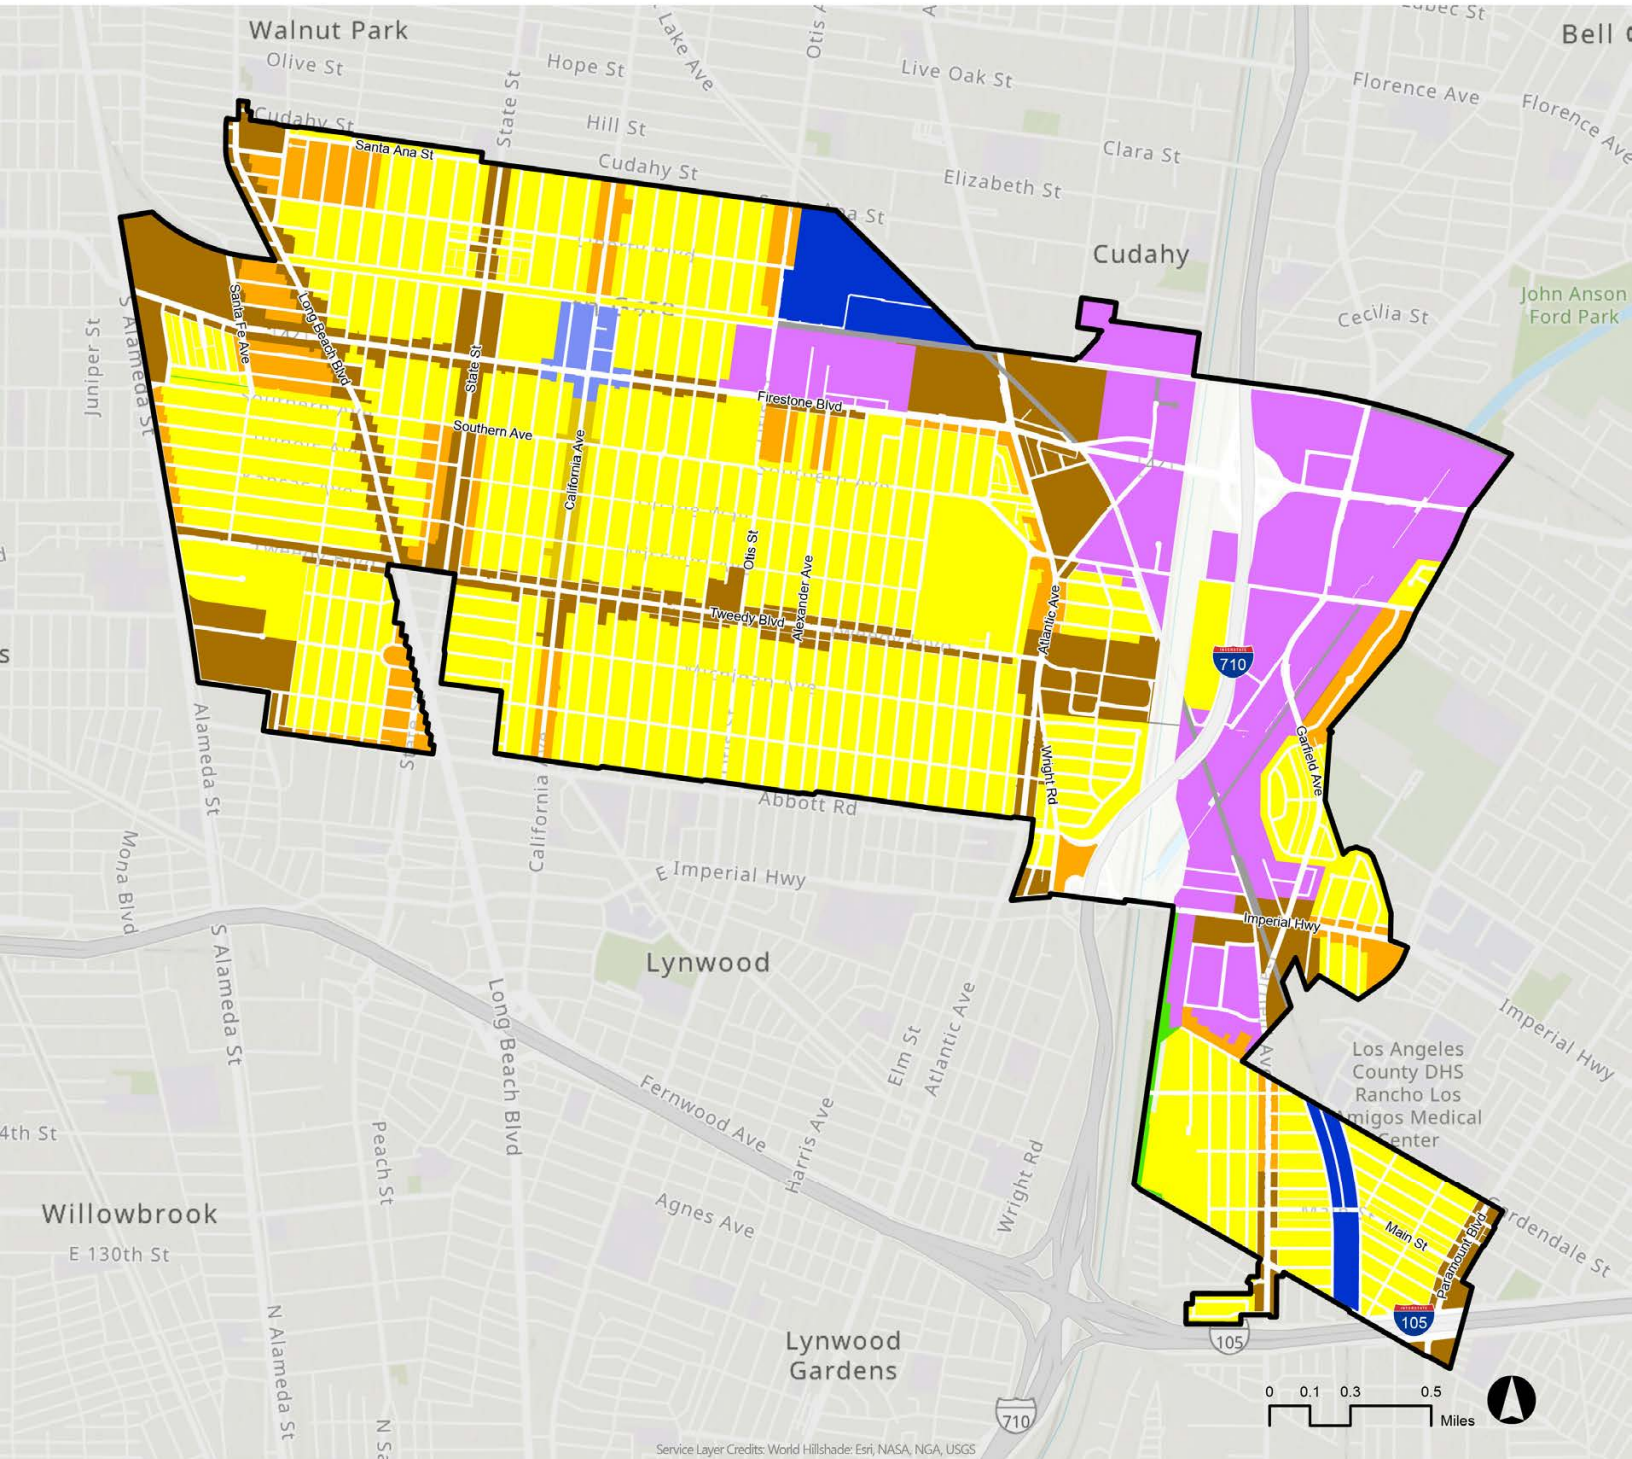 Walnut Park
Olive St
Hope St
Lake Ave
Live Oak St
Florence Ave
Florence Ave
Bell
State St
Cudahy St
Hill St
Cudahy St
Santa Ana St
Clara St
Elizabeth St
Cudahy
John Anson
Ford Park
Cecilia St
Juniper St
S Alameda St
Santa Fe Ave
Long Beach Blvd
State St
Firestone Blvd
Southern Ave
California Ave
Otis St
Alexander Ave
Tweedy Blvd
Atlantic Ave
710
Wright Rd
Garfield Ave
Abbott Rd
Alameda St
California Ave
E Imperial Hwy
Mona Blvd
Imperial Hwy
Lynwood
S Alameda St
Long Beach Blvd
Elm St
Atlantic Ave
Imperial Hwy
Los Angeles
County DHS
Rancho Los
Amigos Medical
Center
4th St
Peach St
Fernwood Ave
Harris Ave
Wright Rd
Willowbrook
E 130th St
Agnes Ave
Main St
Paramount Blvd
Gardendale St
105
105
N Alameda St
Lynwood
Gardens
710
0 0.1 0.3 0.5
Miles
Service Layer Credits: World Hillshade: Esri, NASA, NGA, USGS